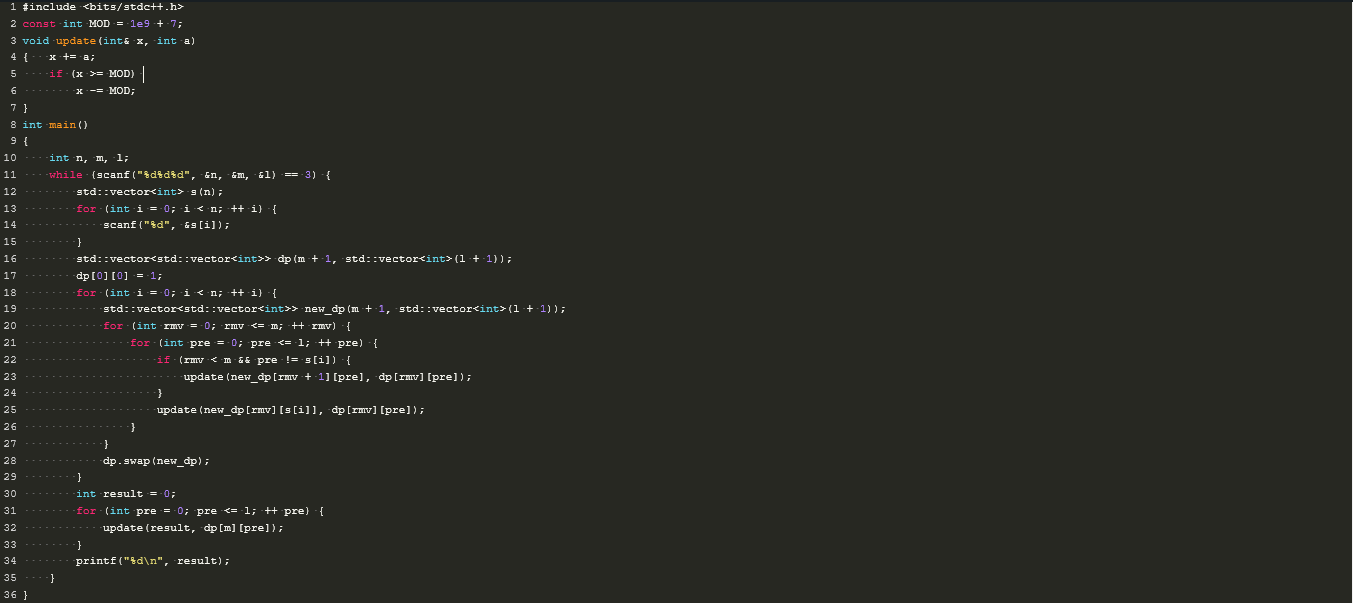 1 #include <bits/stdc++.h>
2 const int MOD = 1e9 + 7;
3 void update(int& x, int a)
4 {   x += a;
5     if (x >= MOD)
6         x -= MOD;
7 }
8 int main()
9 {
10     int n, m, l;
11     while (scanf("%d%d%d", &n, &m, &l) == 3) {
12         std::vector<int> s(n);
13         for (int i = 0; i < n; ++ i) {
14             scanf("%d", &s[i]);
15         }
16         std::vector<std::vector<int>> dp(m + 1, std::vector<int>(l + 1));
17         dp[0][0] = 1;
18         for (int i = 0; i < n; ++ i) {
19             std::vector<std::vector<int>> new_dp(m + 1, std::vector<int>(l + 1));
20             for (int rmv = 0; rmv <= m; ++ rmv) {
21                 for (int pre = 0; pre <= l; ++ pre) {
22                     if (rmv < m && pre != s[i]) {
23                         update(new_dp[rmv + 1][pre], dp[rmv][pre]);
24                     }
25                     update(new_dp[rmv][s[i]], dp[rmv][pre]);
26                 }
27             }
28             dp.swap(new_dp);
29         }
30         int result = 0;
31         for (int pre = 0; pre <= l; ++ pre) {
32             update(result, dp[m][pre]);
33         }
34         printf("%d\n", result);
35     }
36 }